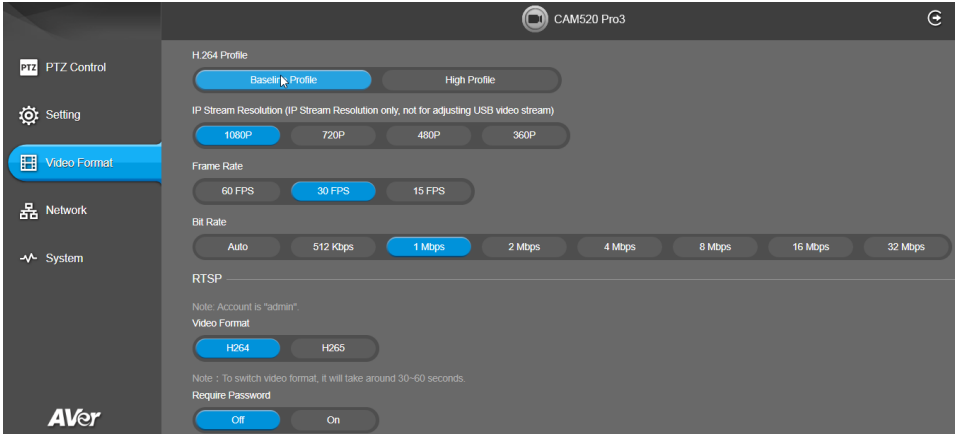 CAM520 Pro3
PTZ PTZ Control
Setting
Video Format
Network
System
AVer
H.264 Profile
Baseline Profile High Profile
IP Stream Resolution (IP Stream Resolution only, not for adjusting USB video stream)
1080P 720P 480P 360P
Frame Rate
60 FPS 30 FPS 15 FPS
Bit Rate
Auto 512 Kbps 1 Mbps 2 Mbps 4 Mbps 8 Mbps 16 Mbps 32 Mbps
RTSP
Note: Account is "admin".
Video Format
H264 H265
Note : To switch video format, it will take around 30~60 seconds.
Require Password
Off On